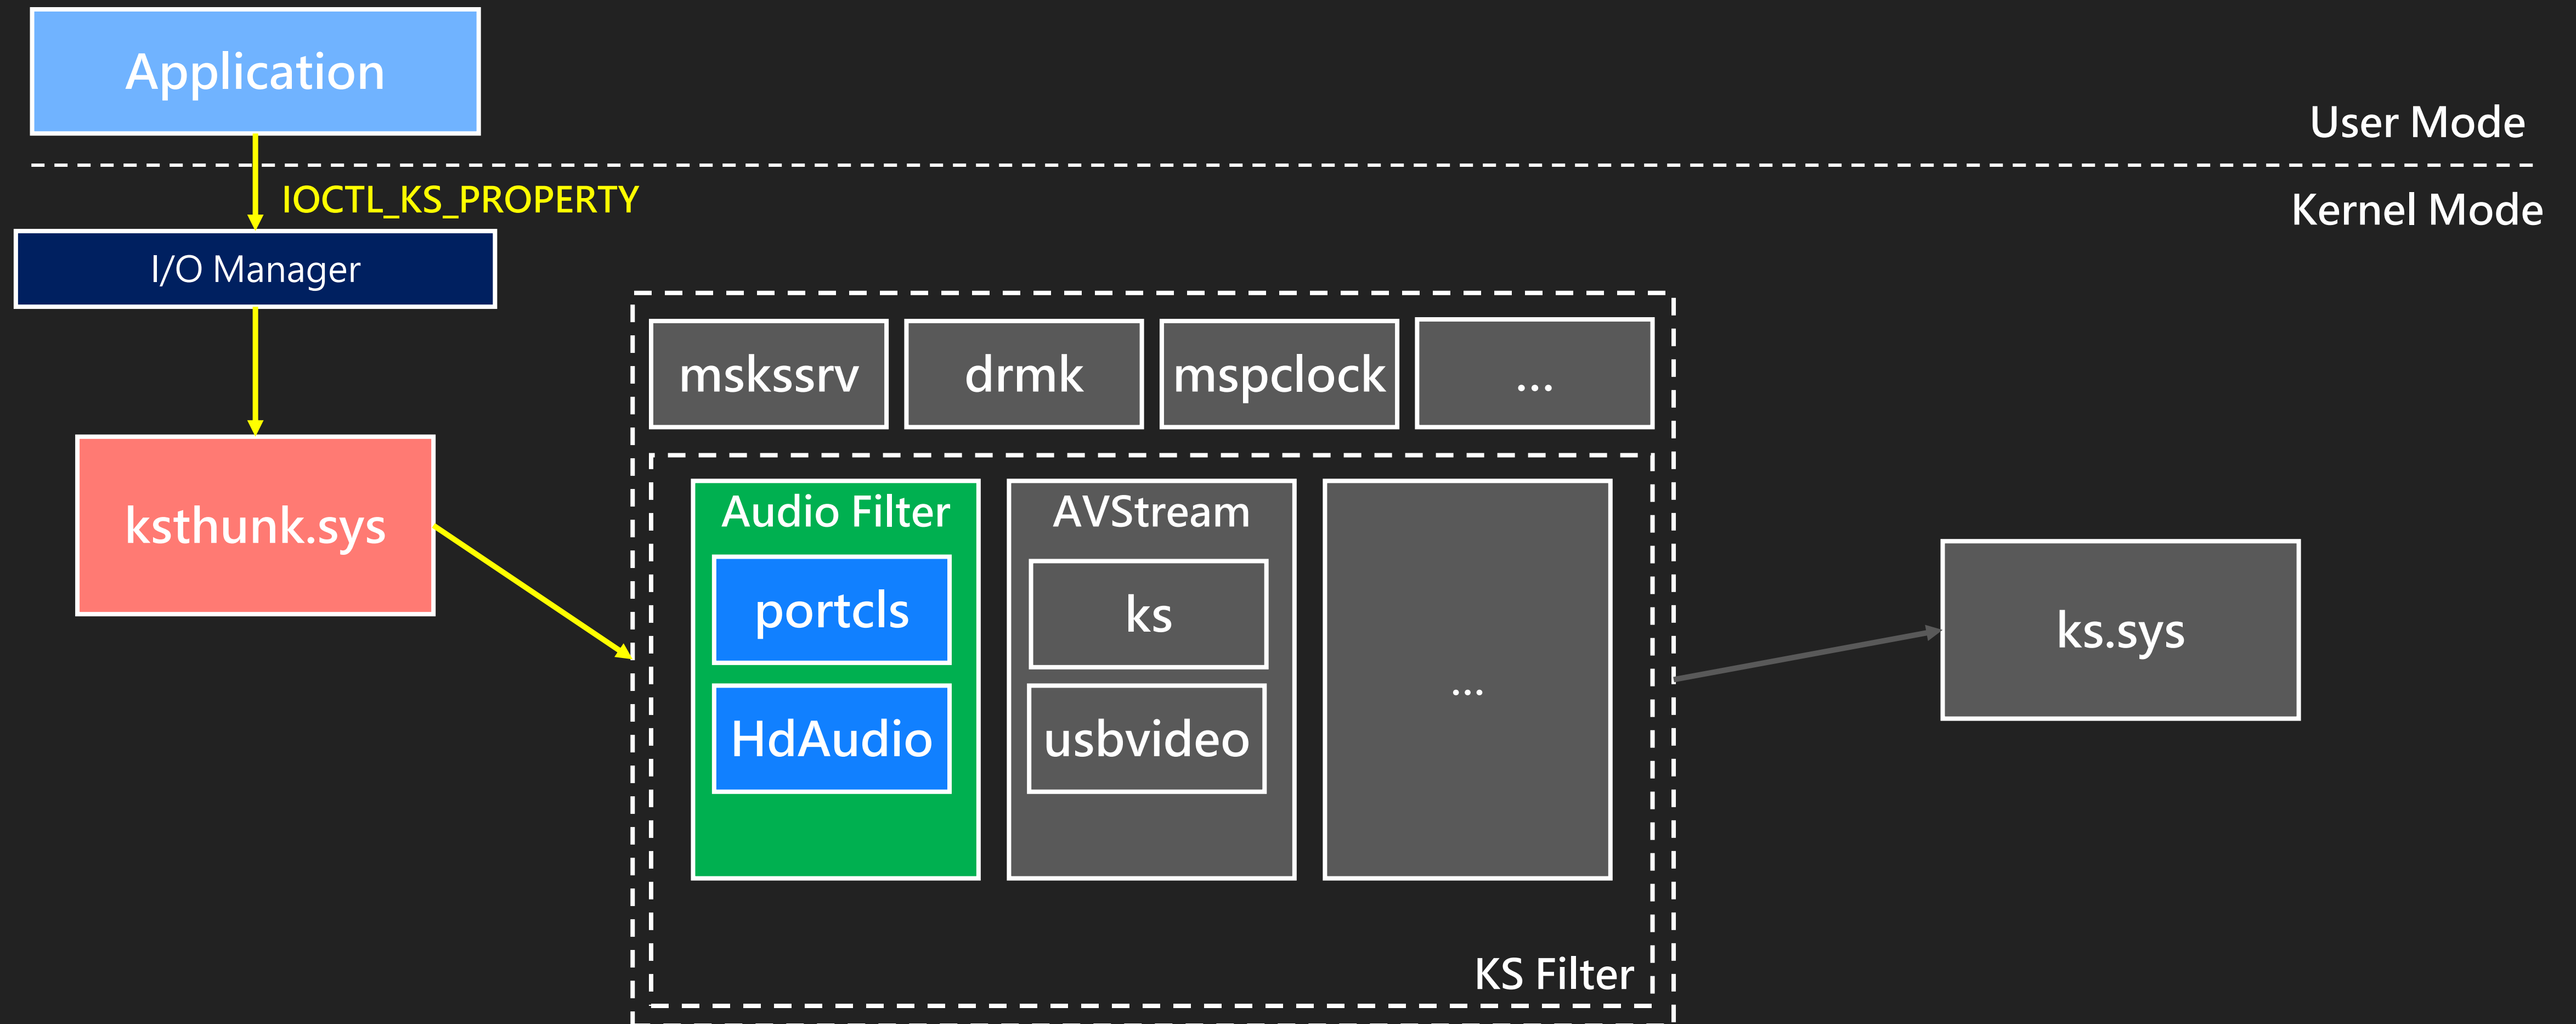 Application
User Mode
IOCTL_KS_PROPERTY
Kernel Mode
I/O Manager
mskssrv
drmk
mspclock
...
ksthunk.sys
Audio Filter
portcls
HdAudio
AVStream
ks
usbvideo
...
ks.sys
KS Filter